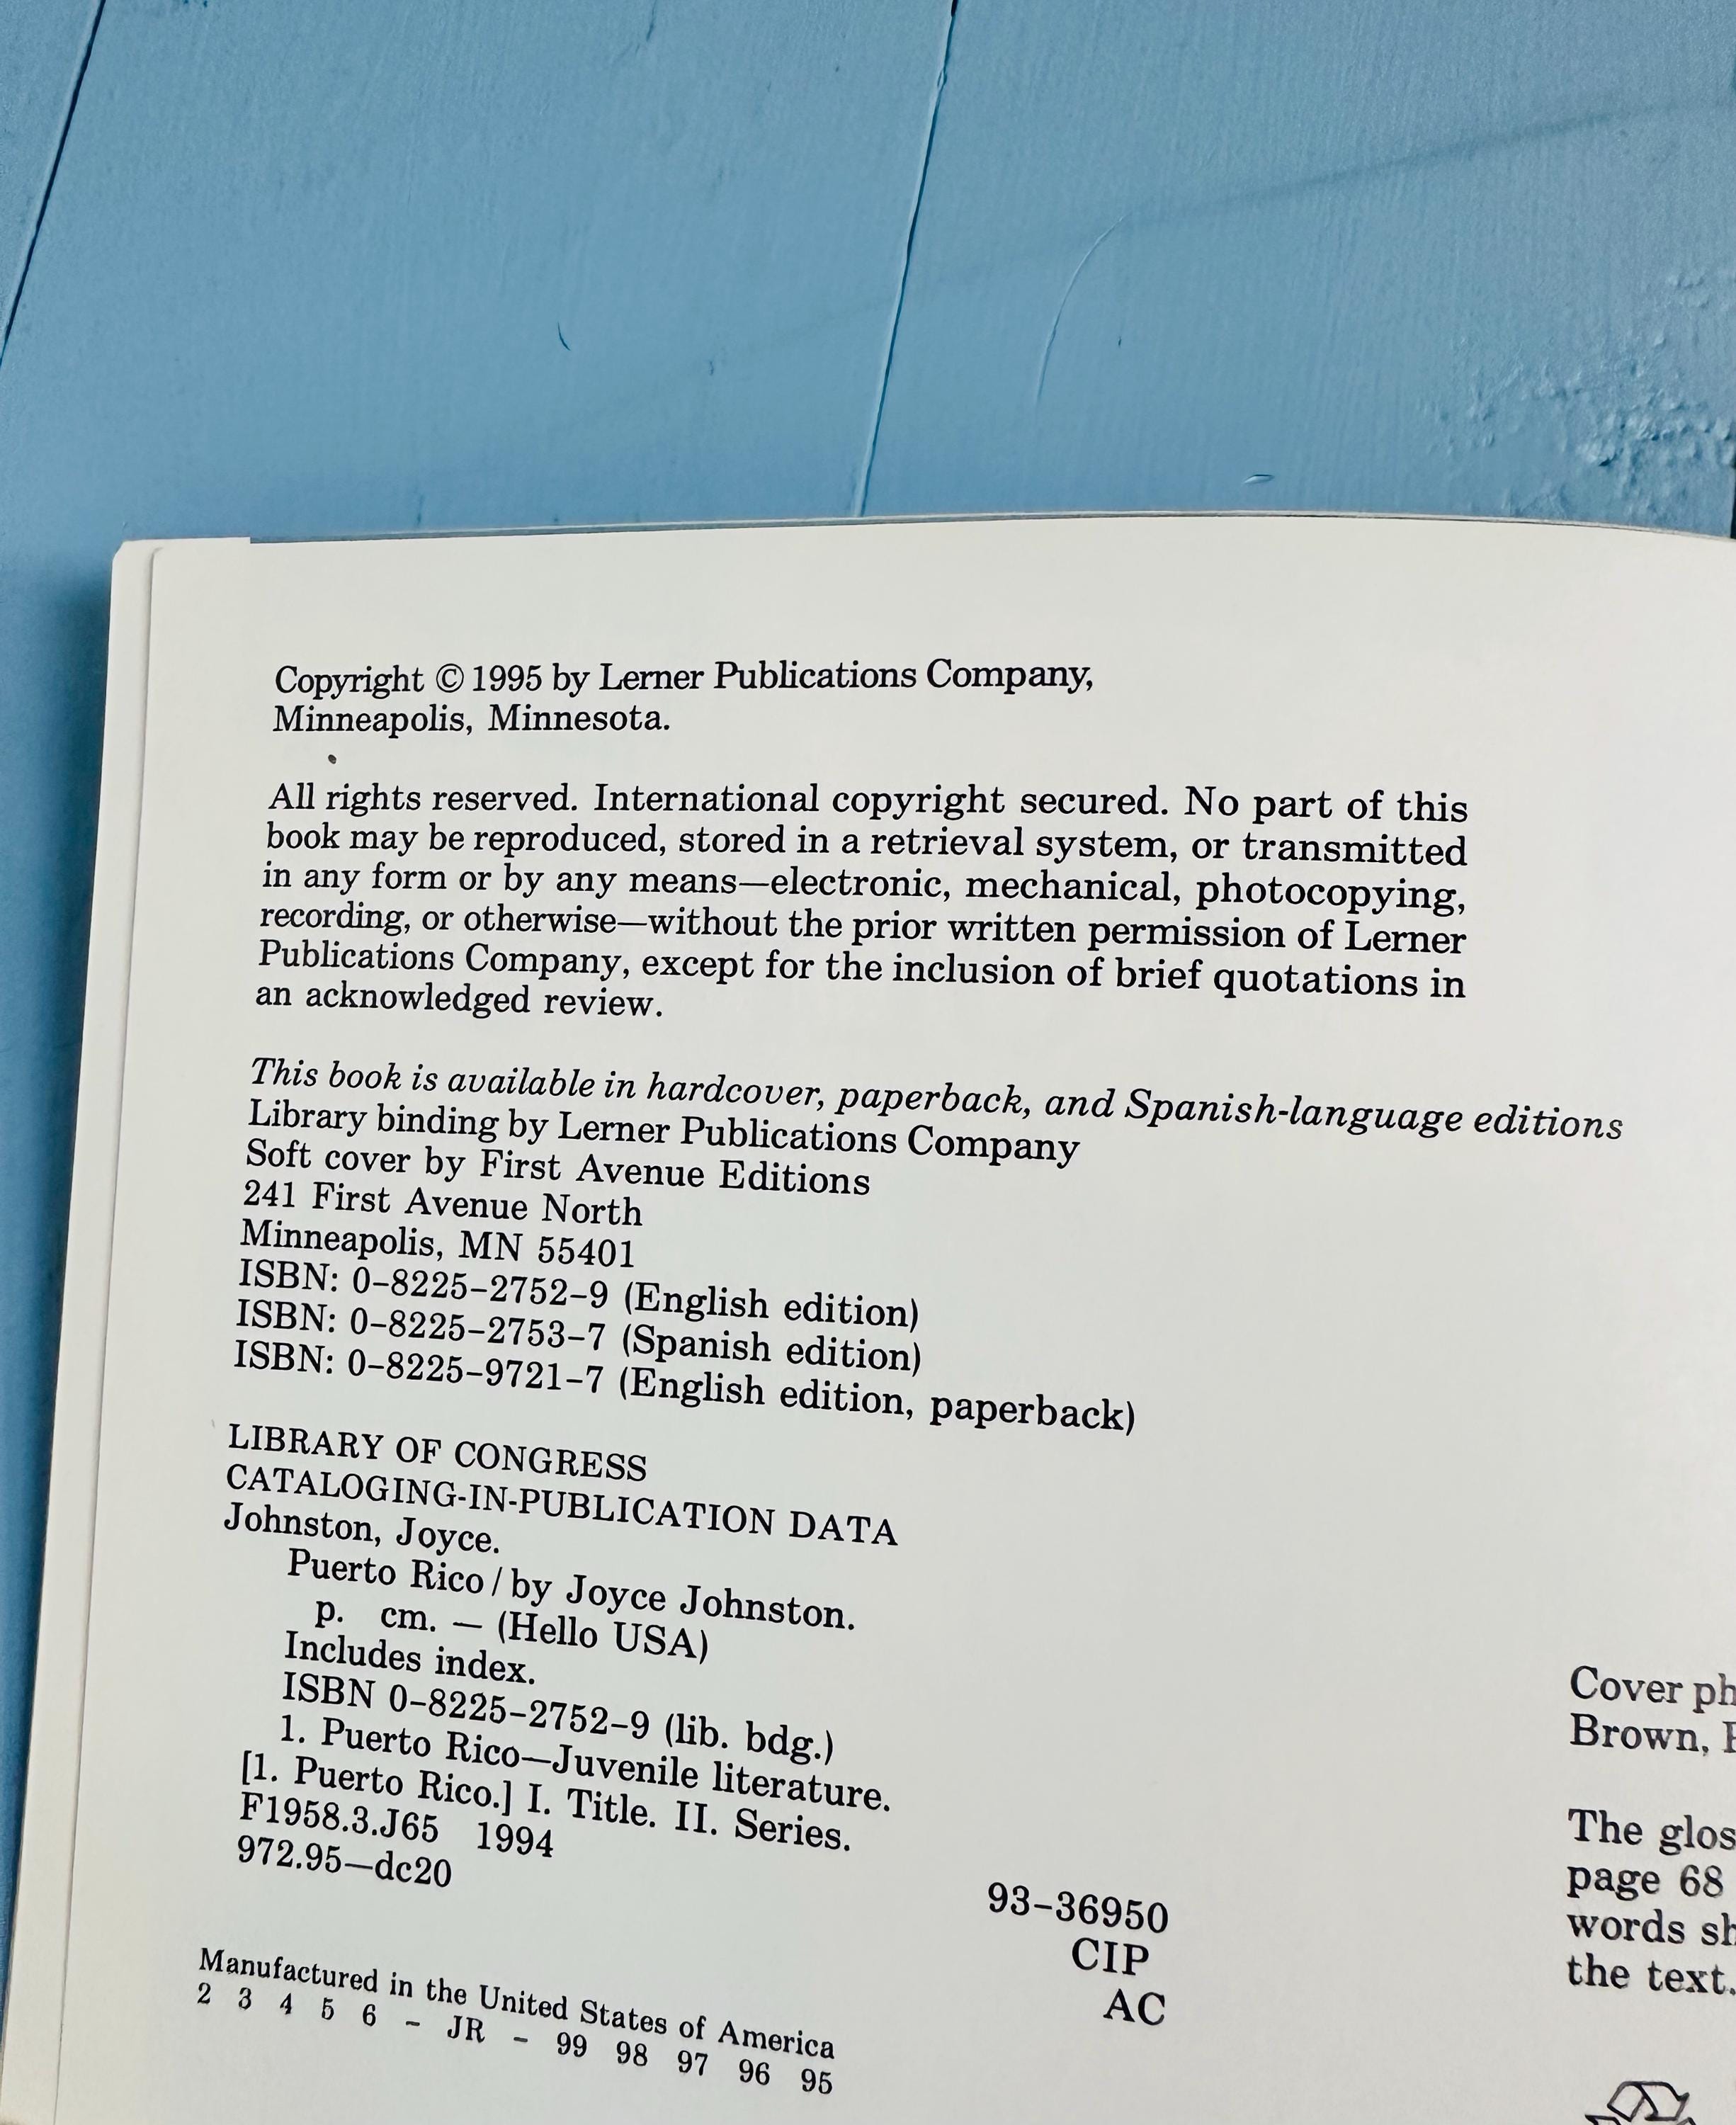 Copyright © 1995 by Lerner Publications Company,
Minneapolis, Minnesota.
All rights reserved. International copyright secured. No part of this
book may be reproduced, stored in a retrieval system, or transmitted
in any form or by any means—electronic, mechanical, photocopying,
recording, or otherwise—without the prior written permission of Lerner
Publications Company, except for the inclusion of brief quotations in
an acknowledged review.
This book is available in hardcover, paperback, and Spanish-language editions
Library binding by Lerner Publications Company
Soft cover by First Avenue Editions
241 First Avenue North
Minneapolis, MN 55401
ISBN: 0-8225-2752-9 (English edition)
ISBN: 0-8225-2753-7 (Spanish edition)
ISBN: 0-8225-9721-7 (English edition, paperback)
LIBRARY OF CONGRESS
CATALOGING-IN-PUBLICATION DATA
Johnston, Joyce.
Puerto Rico / by Joyce Johnston.
p. cm. — (Hello USA)
Includes index.
ISBN 0-8225-2752-9 (lib. bdg.)
1. Puerto Rico—Juvenile literature.
[1. Puerto Rico.] I. Title. II. Series.
F1958.3.J65 1994
972.95—dc20
93-36950
CIP
AC
Manufactured in the United States of America
2 3 4 5 6 - JR - 99 98 97 96 95
Cover
Brown,
The
page 68
words
the text.